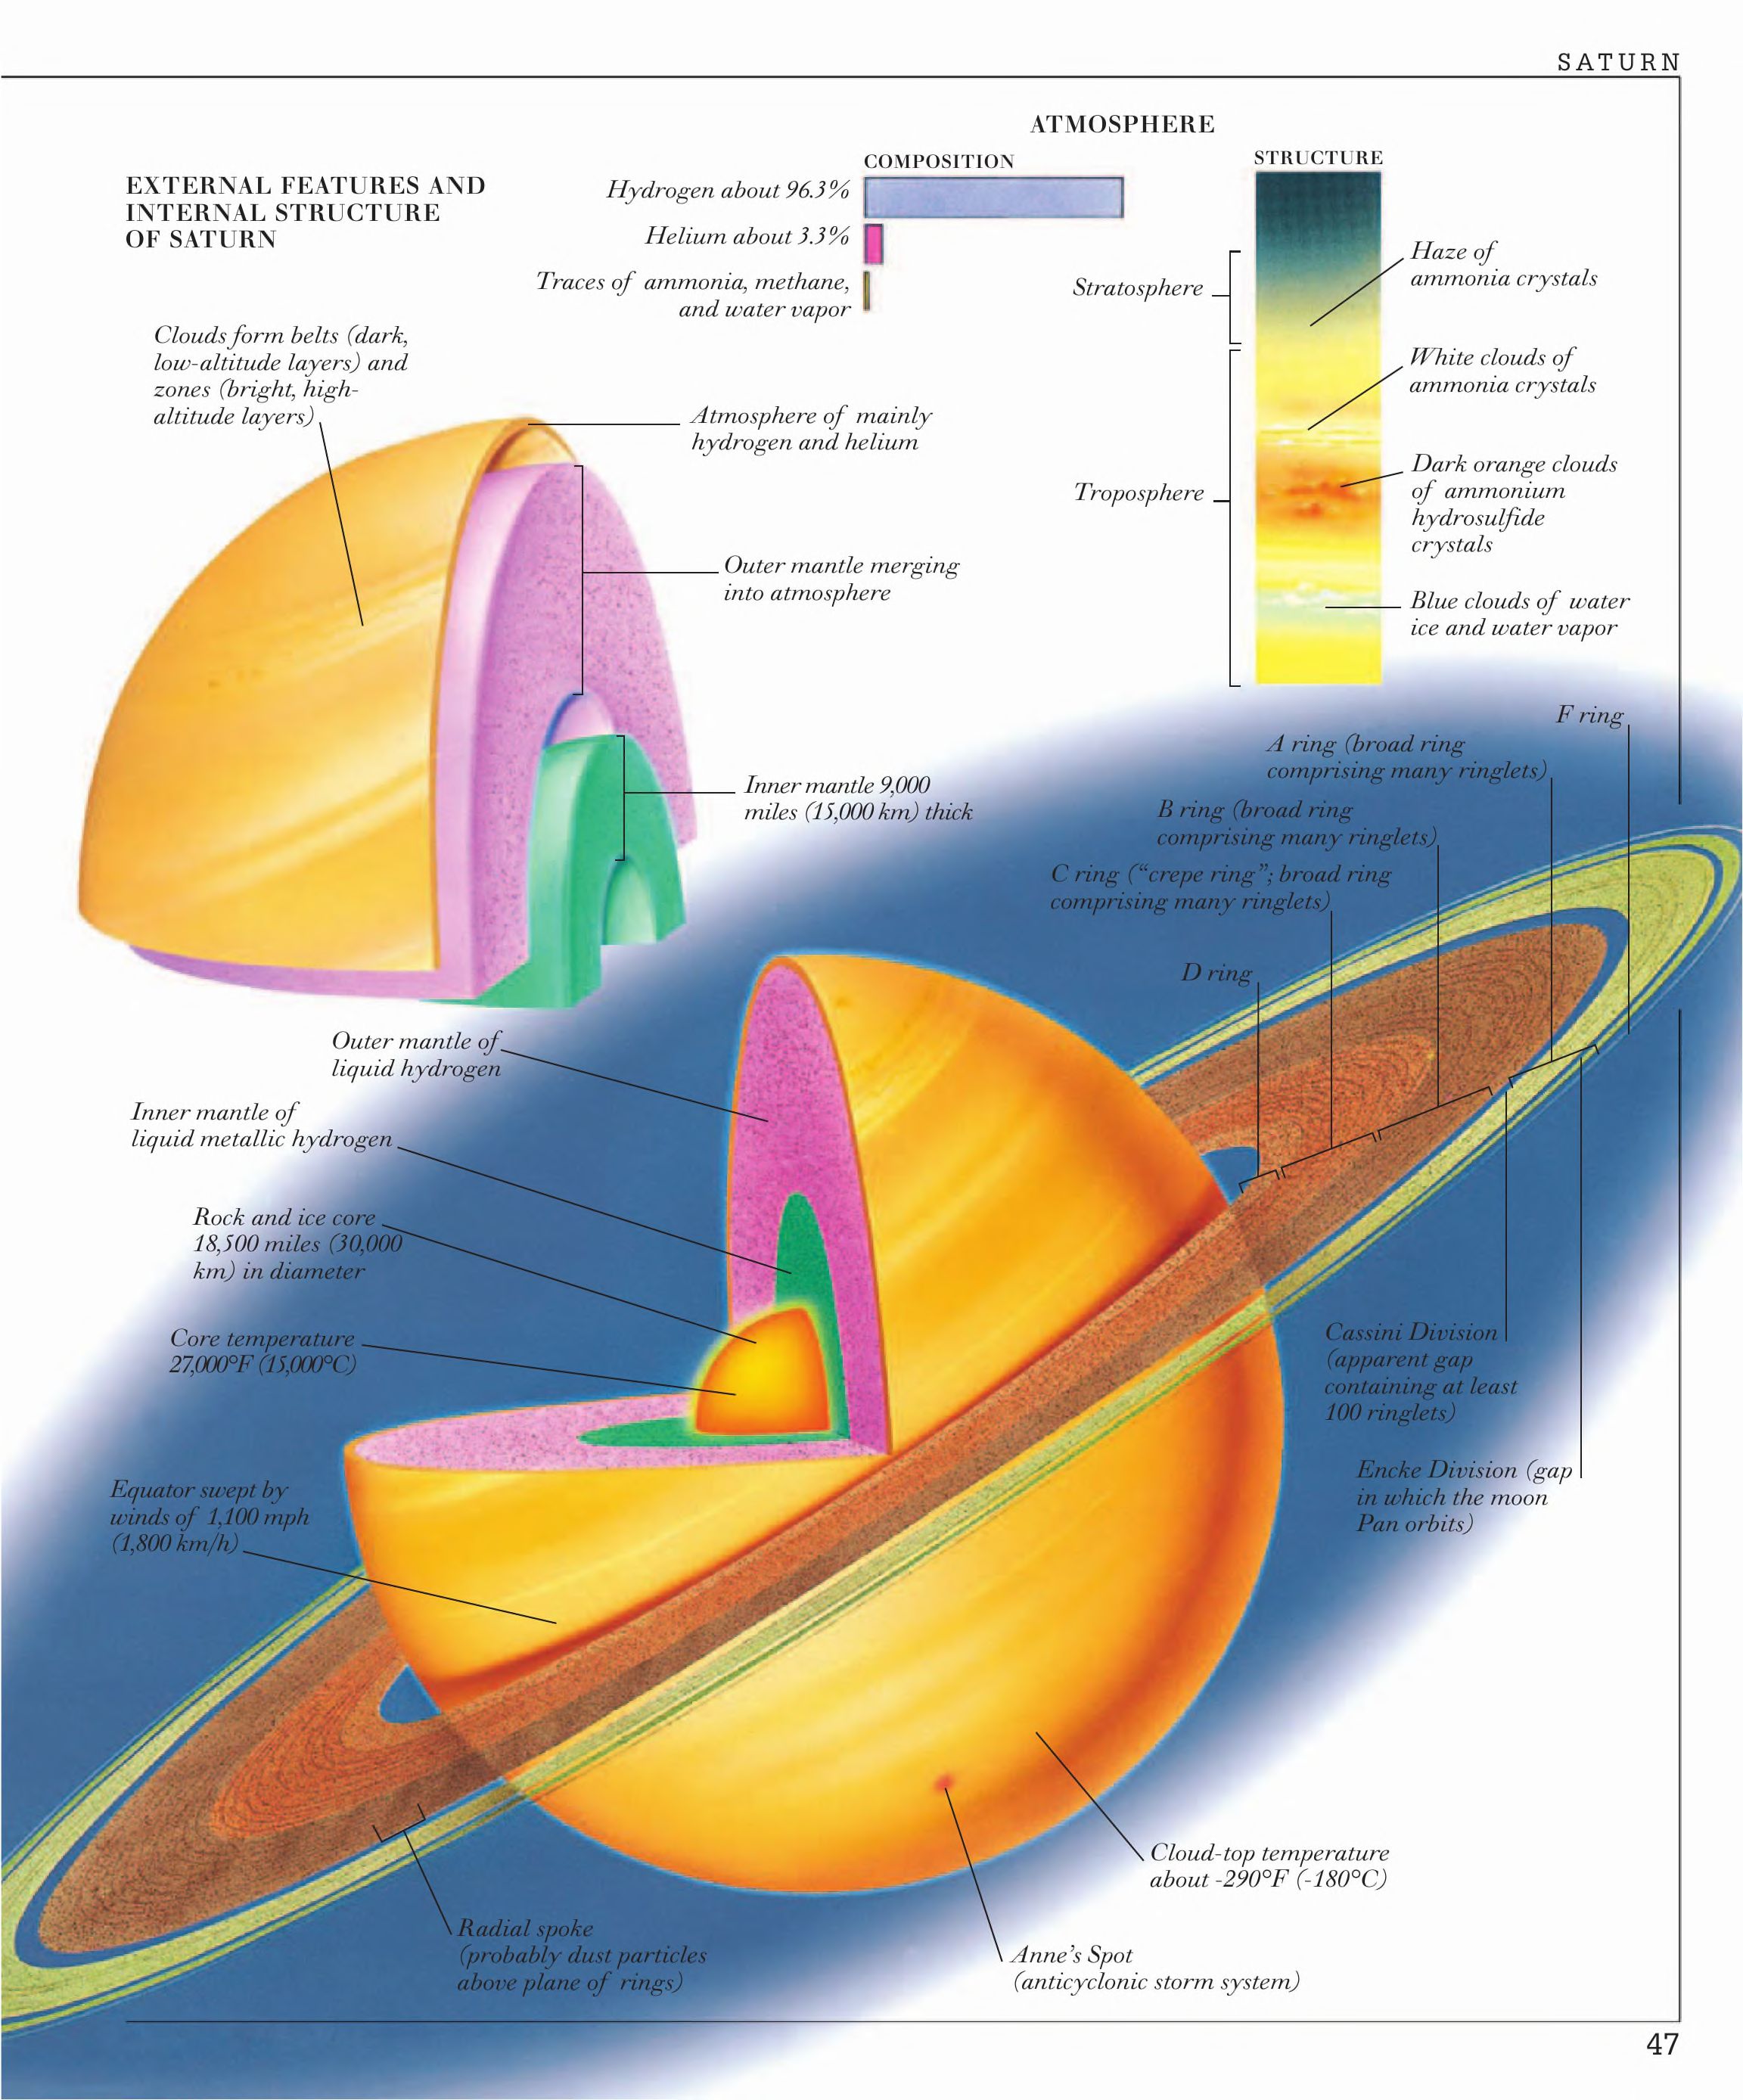 SATURN
EXTERNAL FEATURES AND
INTERNAL STRUCTURE
OF SATURN
ATMOSPHERE
COMPOSITION
Hydrogen about 96.3%
Helium about 3.3%
Traces of ammonia, methane,
and water vapor
STRUCTURE
Stratosphere
Troposphere
Haze of
ammonia crystals
White clouds of
ammonia crystals
Dark orange clouds
of ammonium
hydrosulfide
crystals
Blue clouds of water
ice and water vapor
Clouds form belts (dark,
low-altitude layers) and
zones (bright, high-
altitude layers)
Atmosphere of mainly
hydrogen and helium
Outer mantle merging
into atmosphere
Inner mantle 9,000
miles (15,000 km) thick
F ring
A ring (broad ring
comprising many ringlets)
B ring (broad ring
comprising many ringlets)
C ring (“crepe ring”; broad ring
comprising many ringlets)
D ring
Outer mantle of
liquid hydrogen
Inner mantle of
liquid metallic hydrogen
Rock and ice core
18,500 miles (30,000
km) in diameter
Core temperature
27,000°F (15,000°C)
Equator swept by
winds of 1,100 mph
(1,800 km/h)
Cassini Division
(apparent gap
containing at least
100 ringlets)
Encke Division (gap
in which the moon
Pan orbits)
Cloud-top temperature
about -290°F (-180°C)
Radial spoke
(probably dust particles
above plane of rings)
Anne’s Spot
(anticyclonic storm system)
47